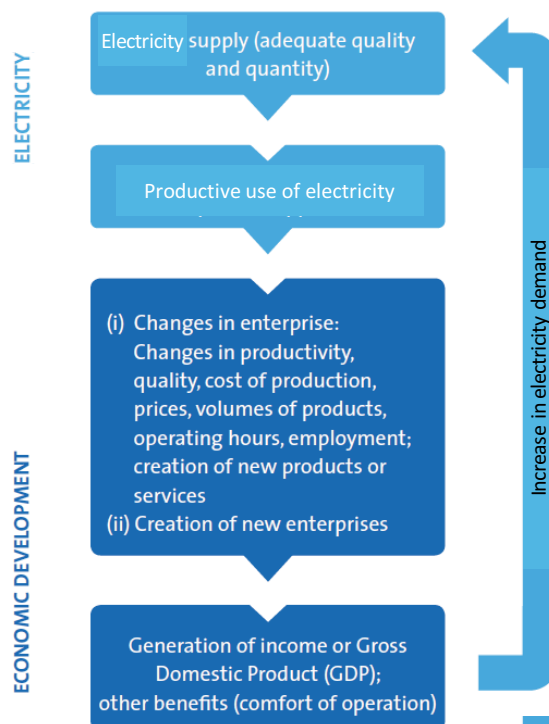 ELECTRICITY
Electricity supply (adequate quality
and quantity)
Productive use of electricity
ECONOMIC DEVELOPMENT
(i) Changes in enterprise:
Changes in productivity,
quality, cost of production,
prices, volumes of products,
operating hours, employment;
creation of new products or
services
(ii) Creation of new enterprises
Generation of income or Gross
Domestic Product (GDP);
other benefits (comfort of operation)
Increase in electricity demand